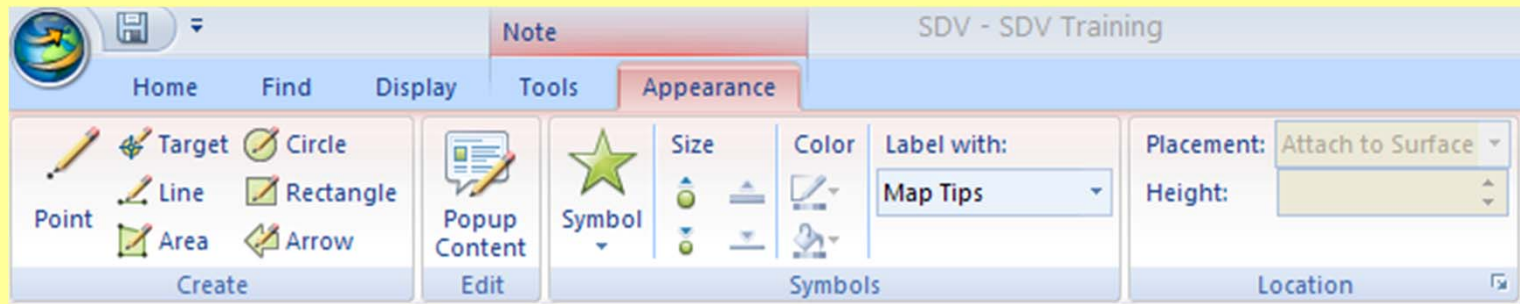 Note
SDV - SDV Training
Home Find Display Tools Appearance
Point
Target
Line
Area
Circle
Rectangle
Arrow
Create
Popup
Content
Edit
Symbol
Size
Color
Label with:
Map Tips
Symbols
Placement: Attach to Surface
Height:
Location